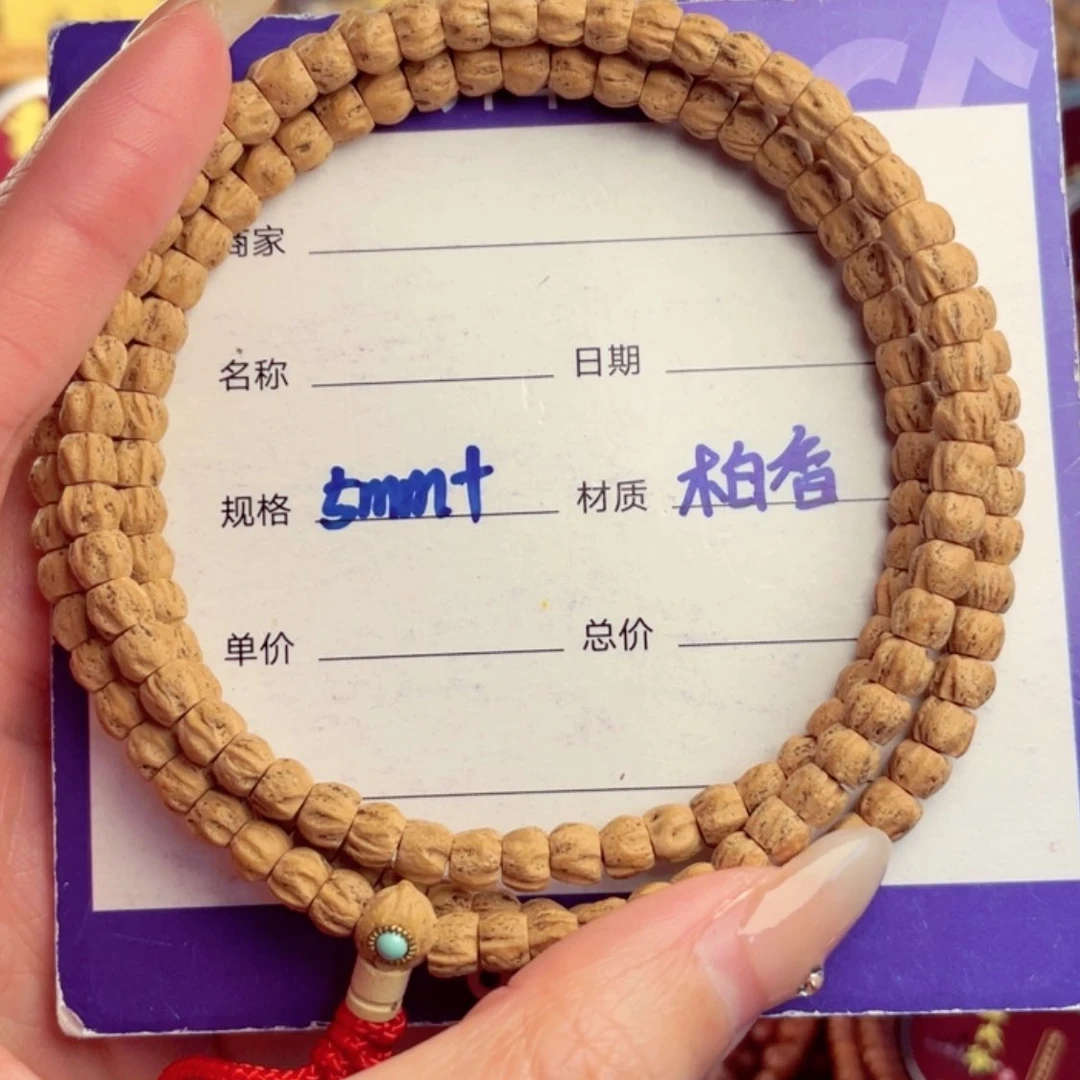 商家
名称 日期
规格 5mm+ 材质 柏香
单价 总价